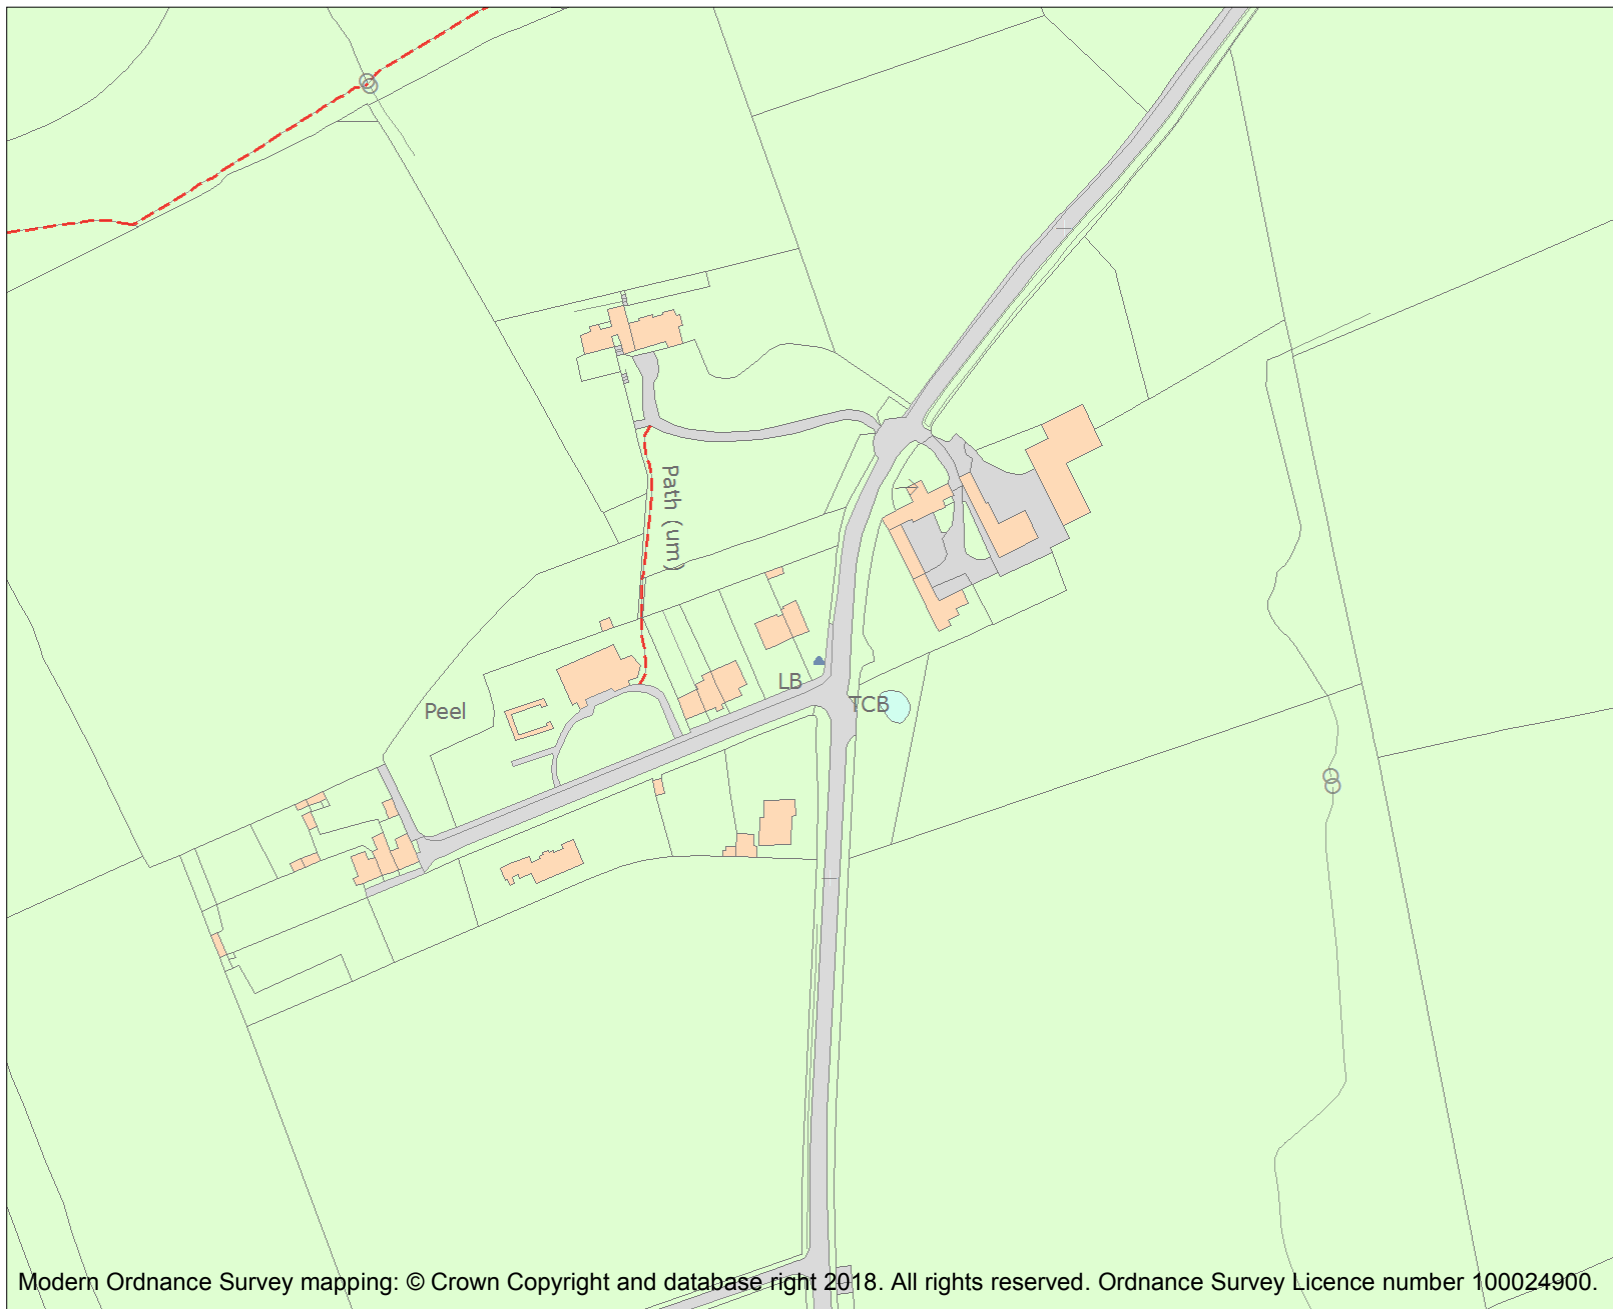 Path (um)
LB
TCB
Peel
Modern Ordnance Survey mapping: © Crown Copyright and database right 2018. All rights reserved. Ordnance Survey Licence number 100024900.